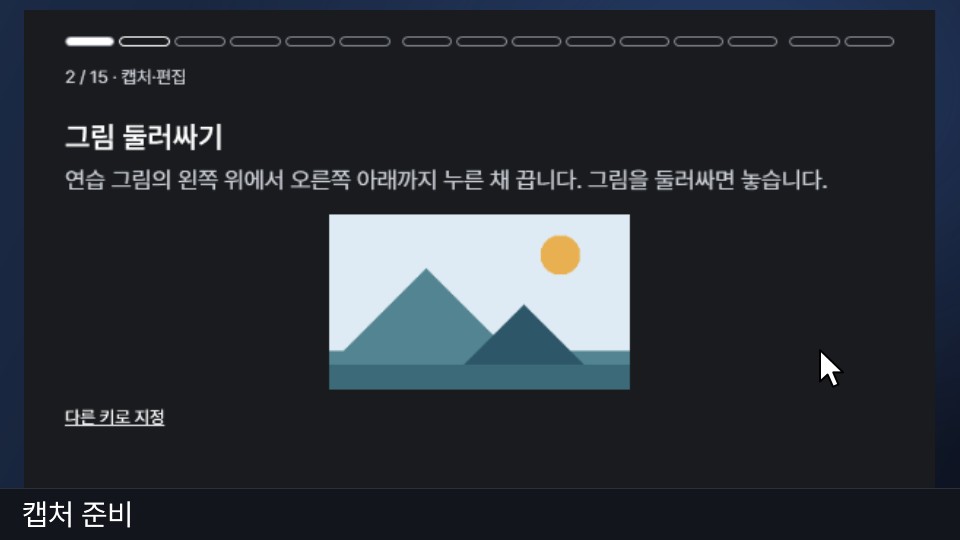 2 / 15 · 캡처·편집
그림 둘러싸기
연습 그림의 왼쪽 위에서 오른쪽 아래까지 누른 채 끕니다. 그림을 둘러싸면 놓습니다.
다른 키로 지정
캡처 준비